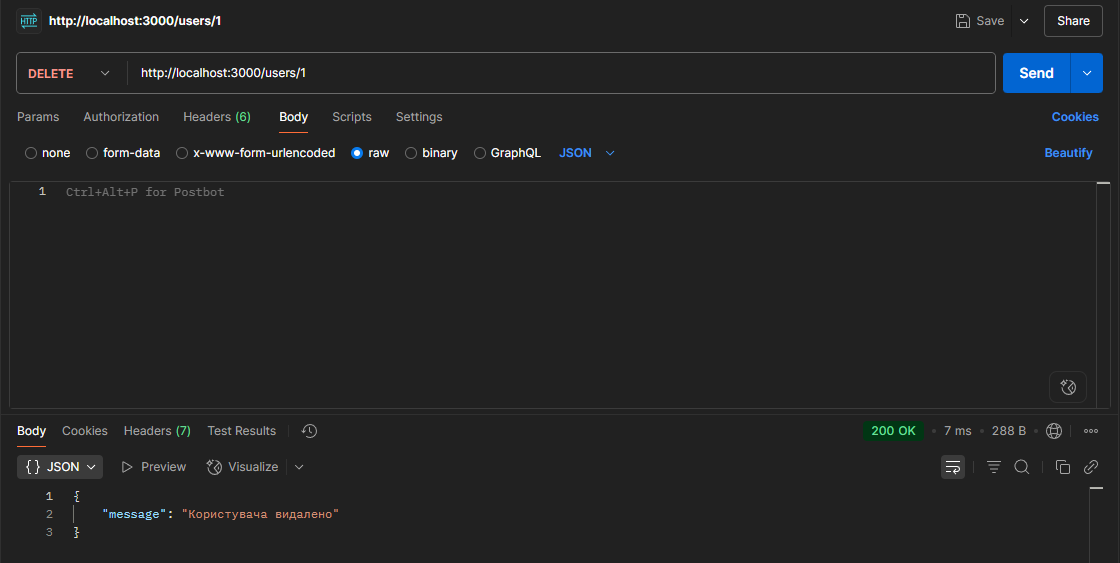 HTTP http://localhost:3000/users/1 Save Share
DELETE http://localhost:3000/users/1 Send
Params Authorization Headers (6) Body Scripts Settings Cookies
none form-data x-www-form-urlencoded raw binary GraphQL JSON Beautify
1 Ctrl+Alt+P for Postbot
Body Cookies Headers (7) Test Results 200 OK • 7 ms • 288 B •
{} JSON Preview Visualize
1 {
2 "message": "Користувача видалено"
3 }